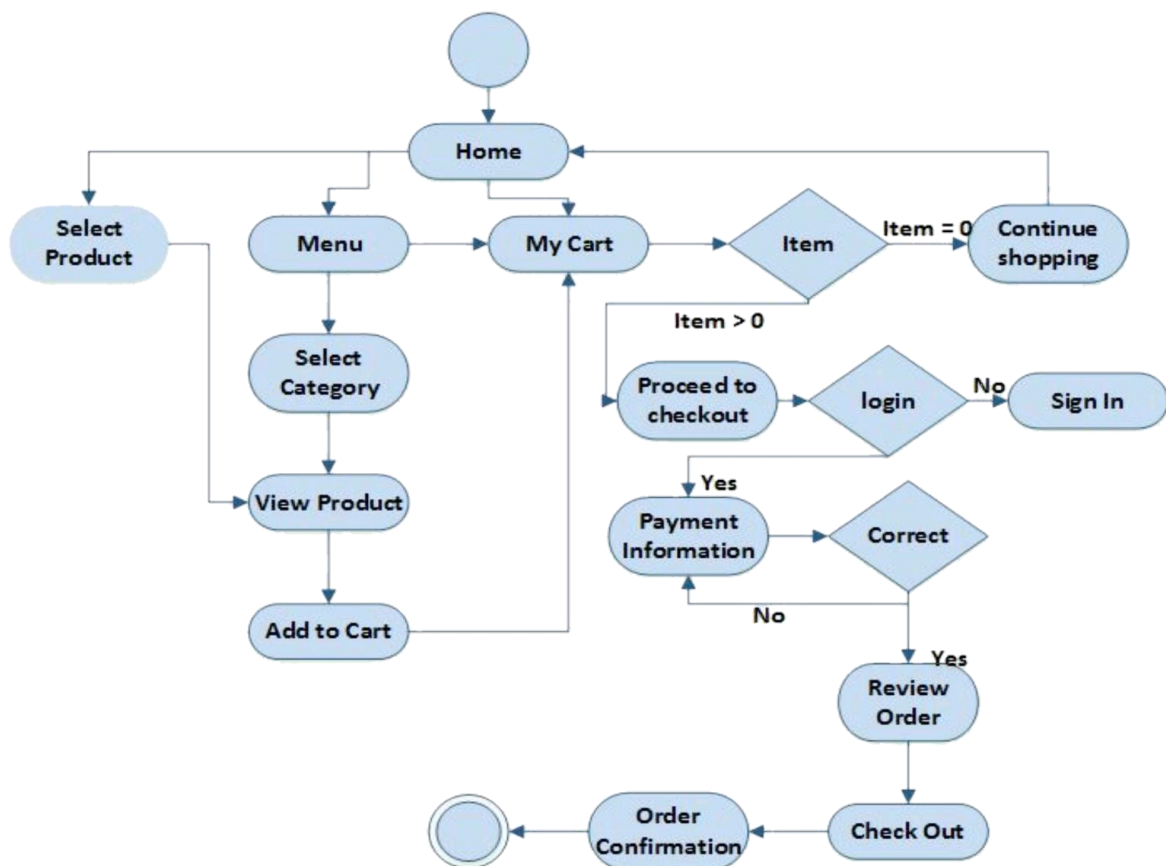 Home
Select
Product
Menu
My Cart
Item
Item = 0
Continue
shopping
Item > 0
Select
Category
Proceed to
checkout
login
No
Sign In
Yes
View Product
Payment
Information
Correct
No
Add to Cart
Yes
Review
Order
Order
Confirmation
Check Out